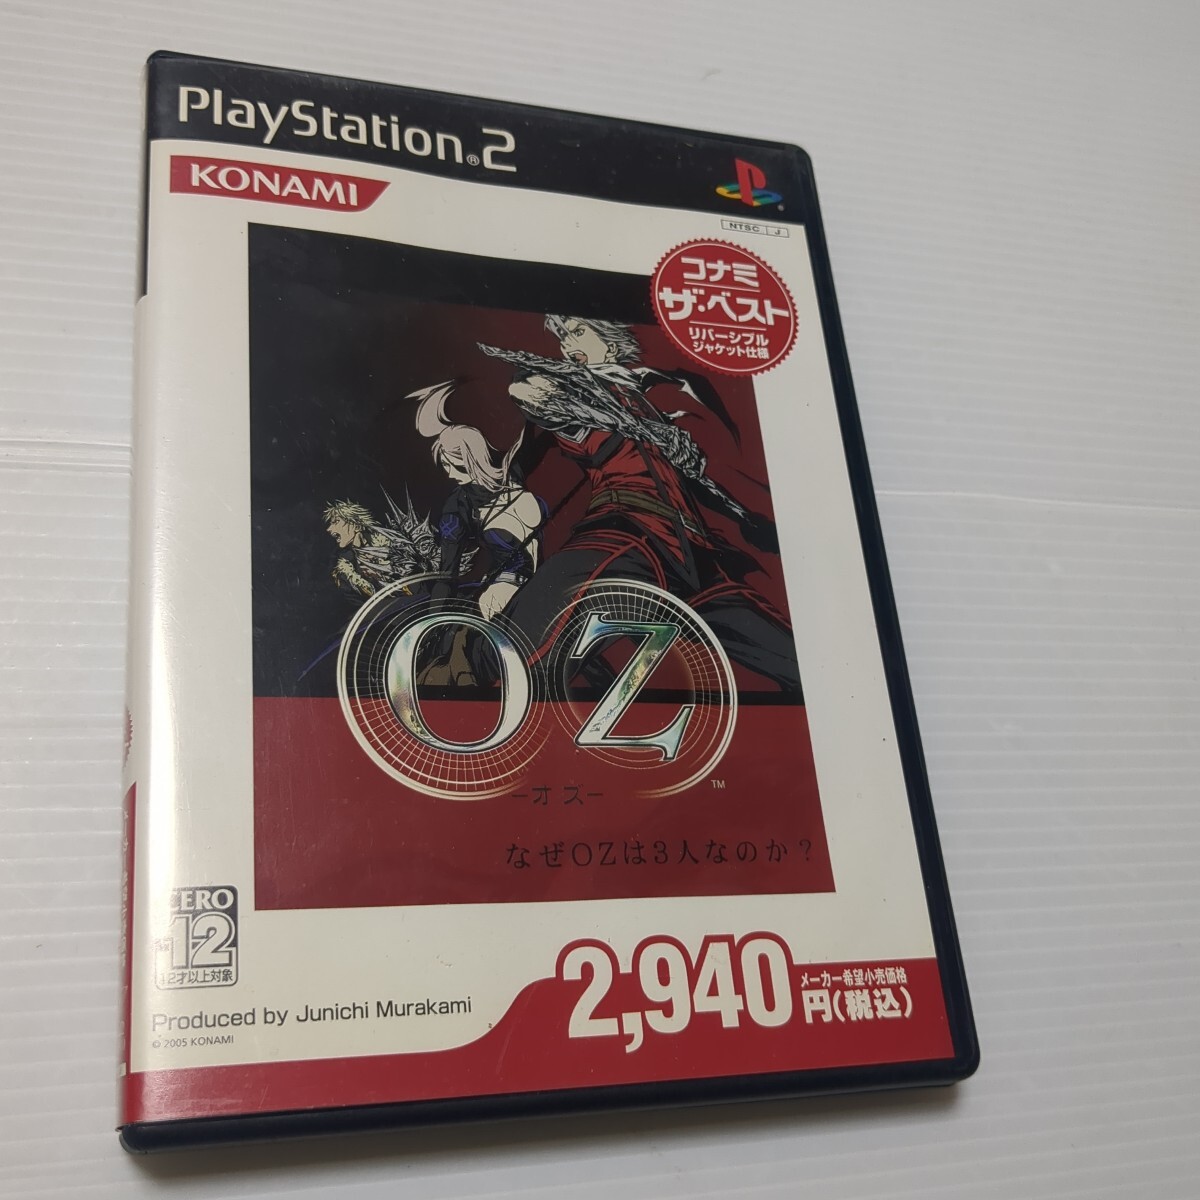 PlayStation®2
KONAMI
NTSC J
コナミ
ザ・ベスト
リバーシブル
ジャケット仕様
OZ
TM
－オズ－
なぜOZは3人なのか？
CERO
12
12才以上対象
Produced by Junichi Murakami
© 2005 KONAMI
2,940
メーカー希望小売価格
円(税込)